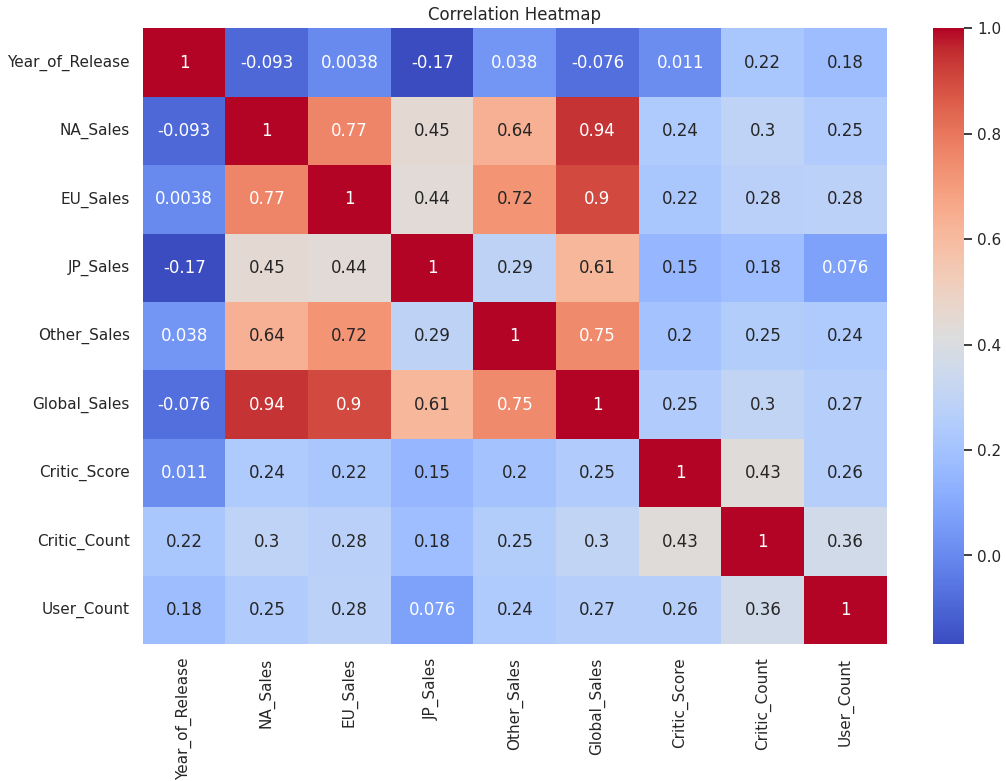 Correlation Heatmap
Year_of_Release 1 -0.093 0.0038 -0.17 0.038 -0.076 0.011 0.22 0.18
NA_Sales -0.093 1 0.77 0.45 0.64 0.94 0.24 0.3 0.25
EU_Sales 0.0038 0.77 1 0.44 0.72 0.9 0.22 0.28 0.28
JP_Sales -0.17 0.45 0.44 1 0.29 0.61 0.15 0.18 0.076
Other_Sales 0.038 0.64 0.72 0.29 1 0.75 0.2 0.25 0.24
Global_Sales -0.076 0.94 0.9 0.61 0.75 1 0.25 0.3 0.27
Critic_Score 0.011 0.24 0.22 0.15 0.2 0.25 1 0.43 0.26
Critic_Count 0.22 0.3 0.28 0.18 0.25 0.3 0.43 1 0.36
User_Count 0.18 0.25 0.28 0.076 0.24 0.27 0.26 0.36 1
Year_of_Release
NA_Sales
EU_Sales
JP_Sales
Other_Sales
Global_Sales
Critic_Score
Critic_Count
User_Count
1.0
0.8
0.6
0.4
0.2
0.0